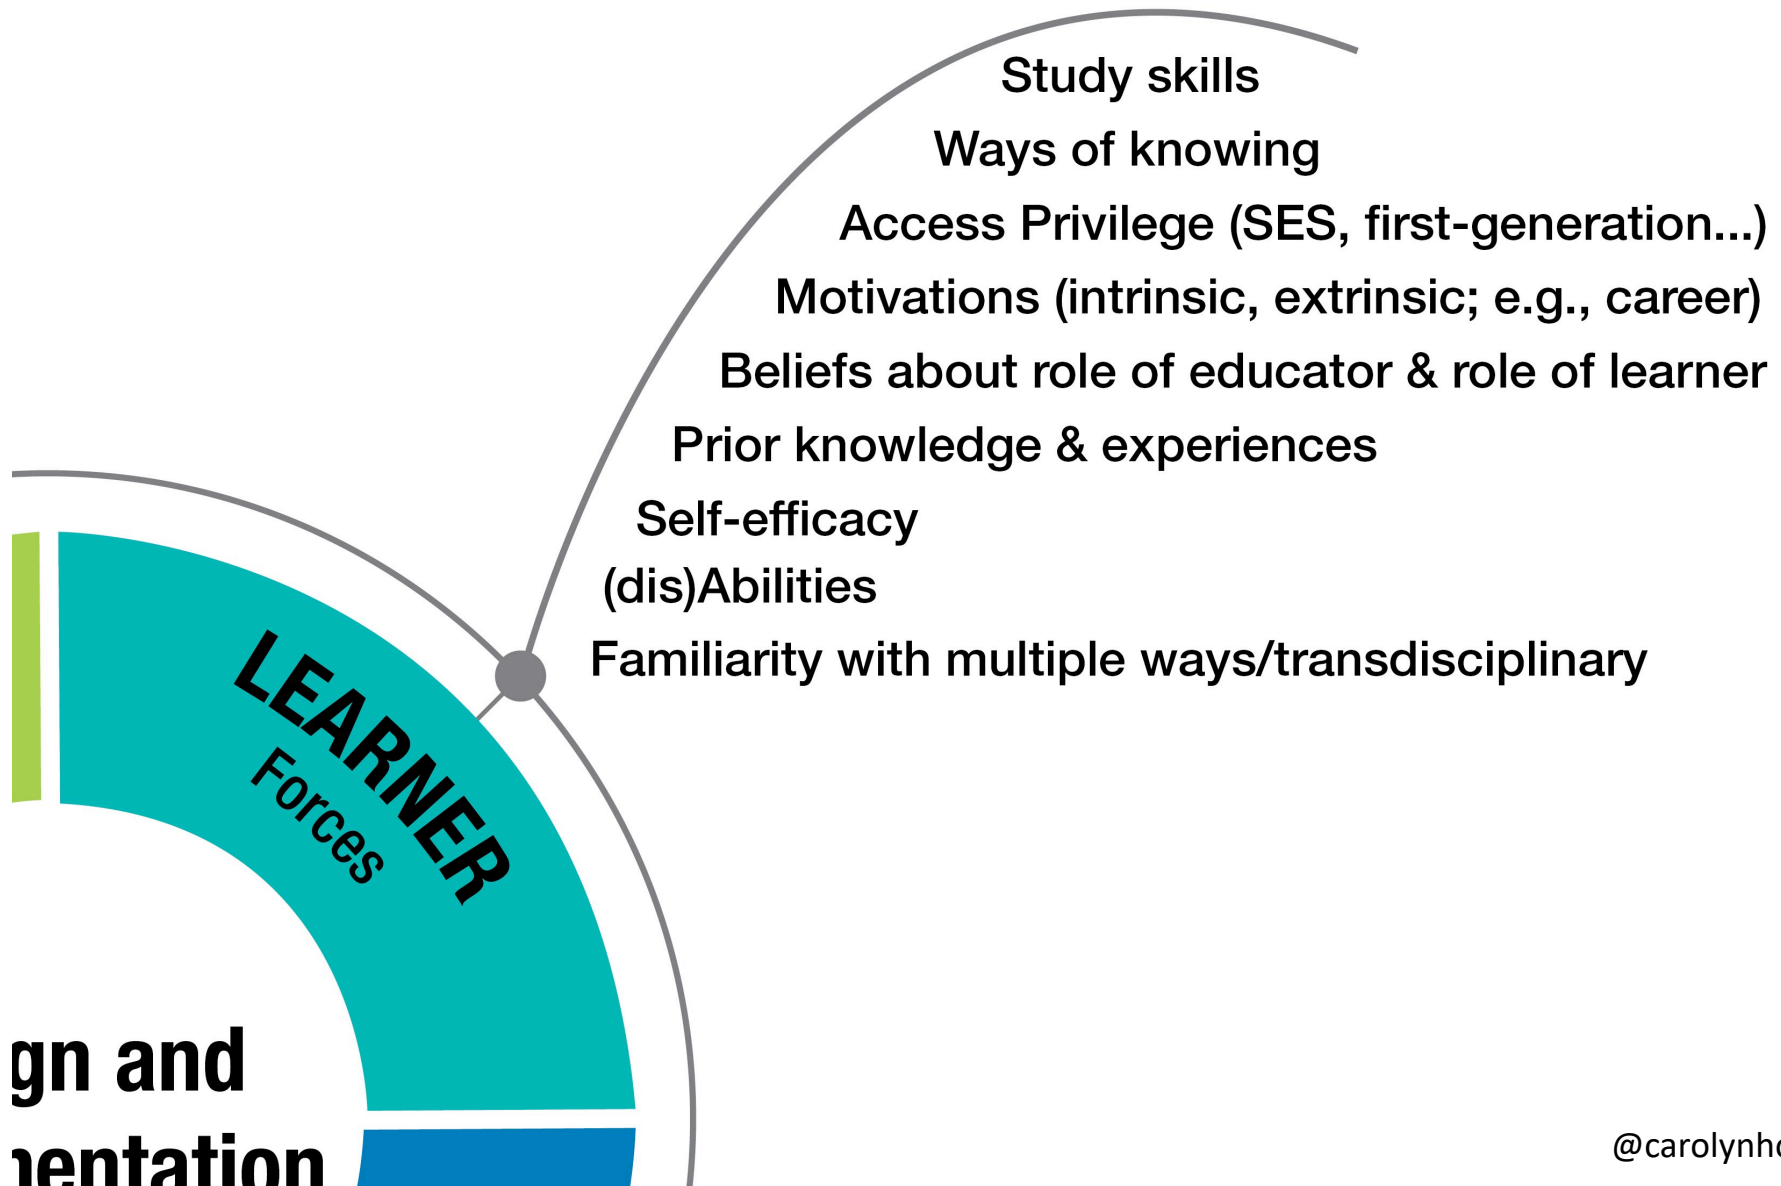 Study skills
Ways of knowing
Access Privilege (SES, first-generation...)
Motivations (intrinsic, extrinsic; e.g., career)
Beliefs about role of educator & role of learner
Prior knowledge & experiences
Self-efficacy
(dis)Abilities
Familiarity with multiple ways/transdisciplinary
LEARNER
Forces
gn and
entation
@carolynho